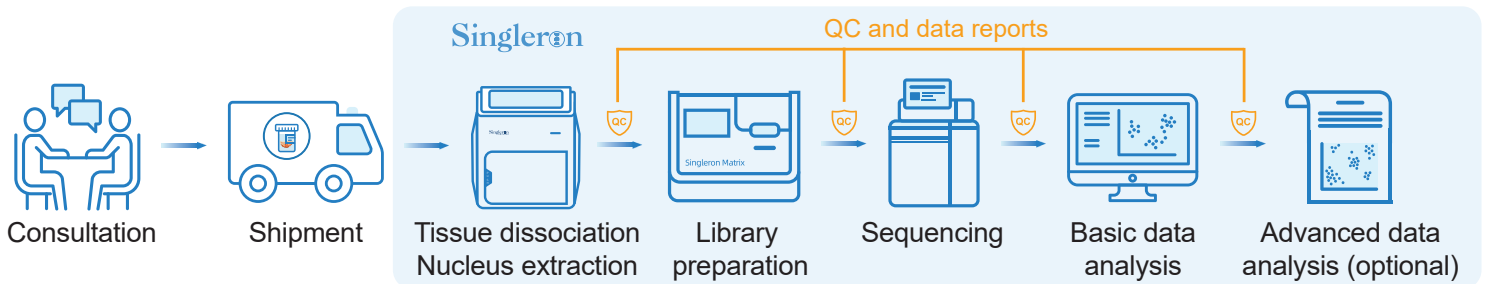 Singleron
QC and data reports
Singleron
QC
QC
QC
QC
Singleron Matrix
Consultation
Shipment
Tissue dissociation
Nucleus extraction
Library
preparation
Sequencing
Basic data
analysis
Advanced data
analysis (optional)